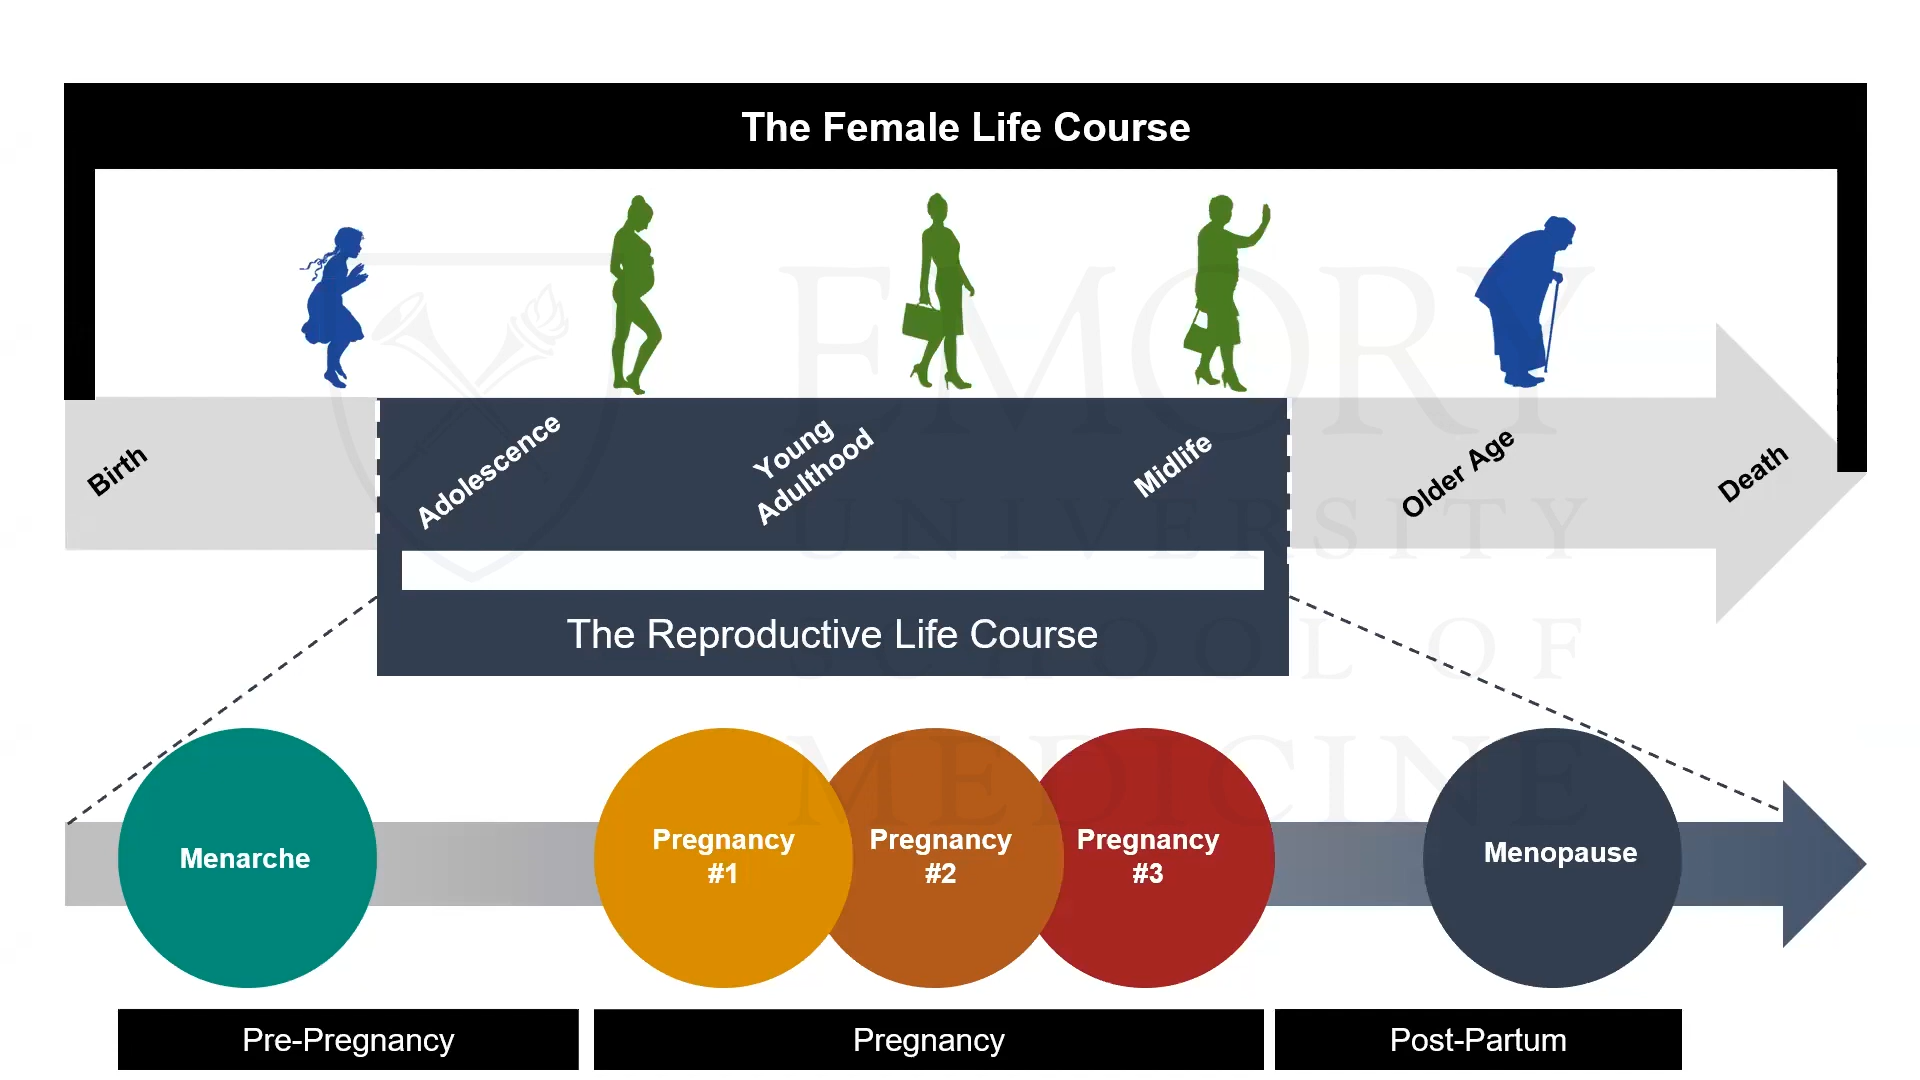 The Female Life Course
Birth
Adolescence
Young
Adulthood
Midlife
Older Age
Death
EMORY
UNIVERSITY
SCHOOL OF
MEDICINE
The Reproductive Life Course
Menarche
Pregnancy
#1
Pregnancy
#2
Pregnancy
#3
Menopause
Pre-Pregnancy
Pregnancy
Post-Partum